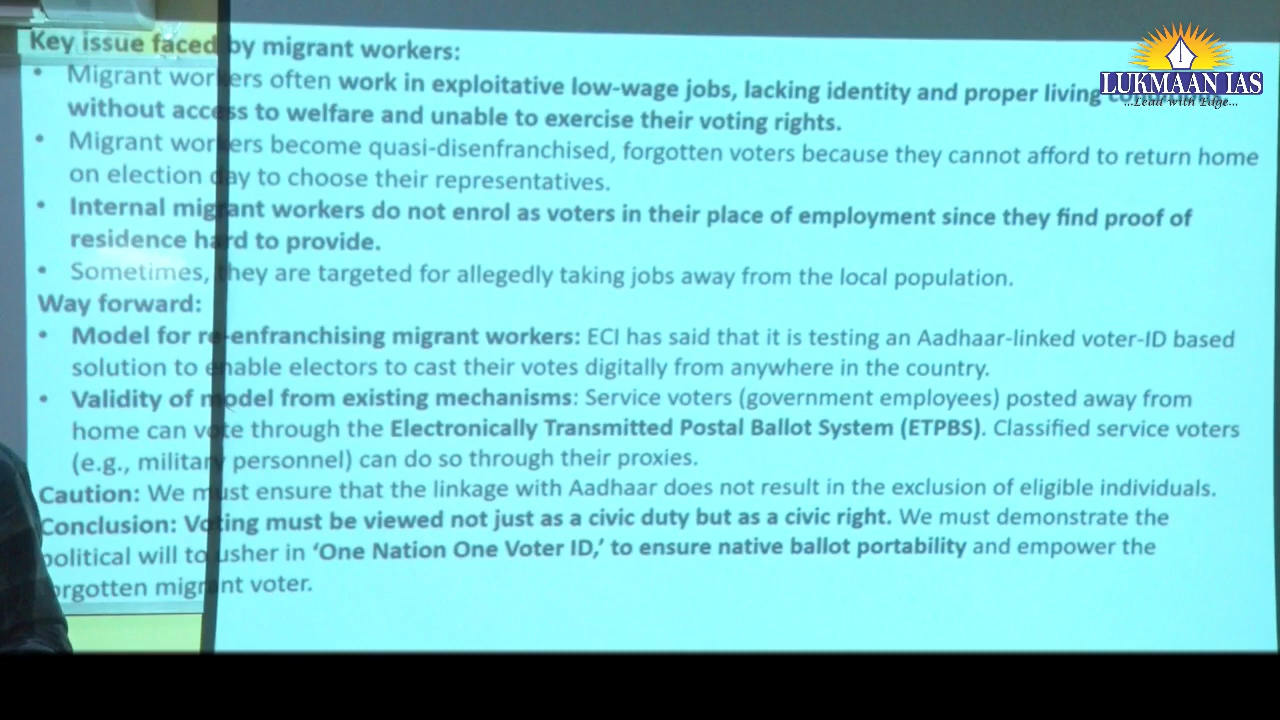 Key issue faced by migrant workers:
LUKMAAN IAS
...Lead with Edge...
• Migrant workers often work in exploitative low-wage jobs, lacking identity and proper living
without access to welfare and unable to exercise their voting rights.
• Migrant workers become quasi-disenfranchised, forgotten voters because they cannot afford to return home
on election day to choose their representatives.
• Internal migrant workers do not enrol as voters in their place of employment since they find proof of
residence hard to provide.
• Sometimes, they are targeted for allegedly taking jobs away from the local population.
Way forward:
• Model for re-enfranchising migrant workers: ECI has said that it is testing an Aadhaar-linked voter-ID based
solution to enable electors to cast their votes digitally from anywhere in the country.
• Validity of model from existing mechanisms: Service voters (government employees) posted away from
home can vote through the Electronically Transmitted Postal Ballot System (ETPBS). Classified service voters
(e.g., military personnel) can do so through their proxies.
Caution: We must ensure that the linkage with Aadhaar does not result in the exclusion of eligible individuals.
Conclusion: Voting must be viewed not just as a civic duty but as a civic right. We must demonstrate the
political will to usher in ‘One Nation One Voter ID,’ to ensure native ballot portability and empower the
forgotten migrant voter.